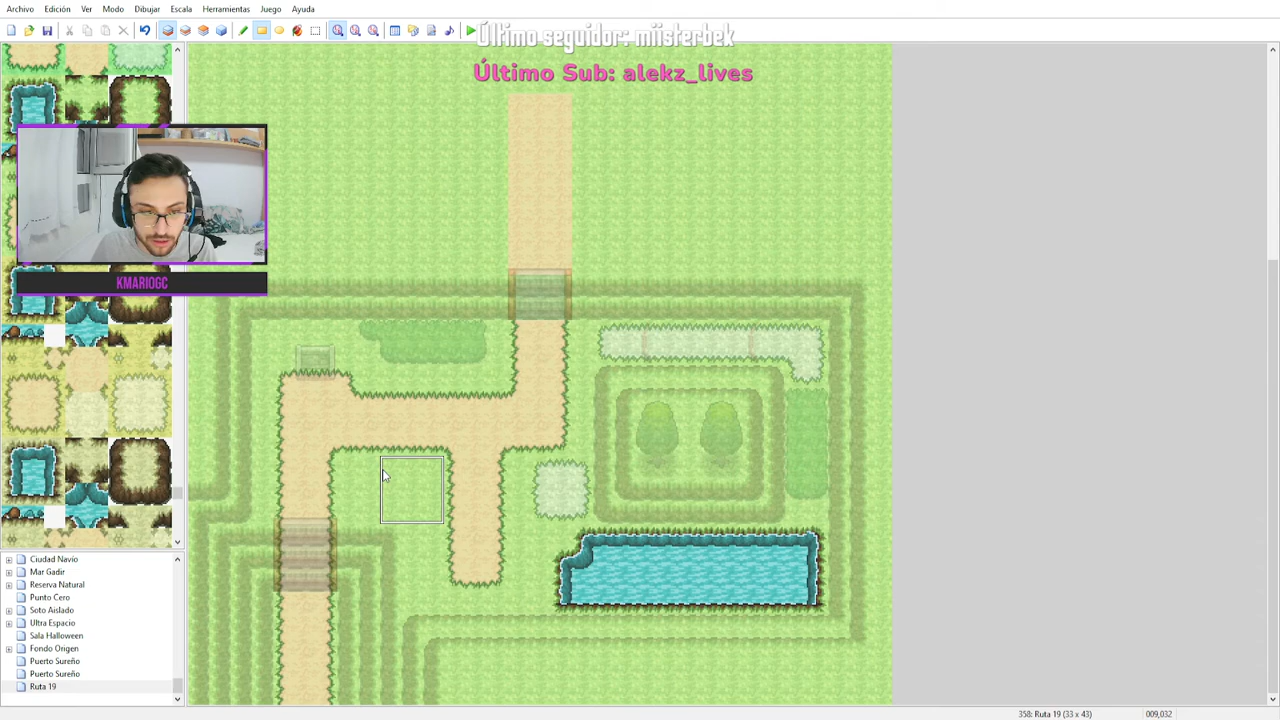 Archivo Edición Ver Modo Dibujar Escala Herramientas Juego Ayuda
Último seguidor: miisterbek
Último Sub: alekz_lives
KMARIOGC
Ciudad Navío
Mar Gadir
Reserva Natural
Punto Cero
Soto Aislado
Ultra Espacio
Sala Halloween
Fondo Origen
Puerto Sureño
Puerto Sureño
Ruta 19
358: Ruta 19 (33 x 43) 009,032